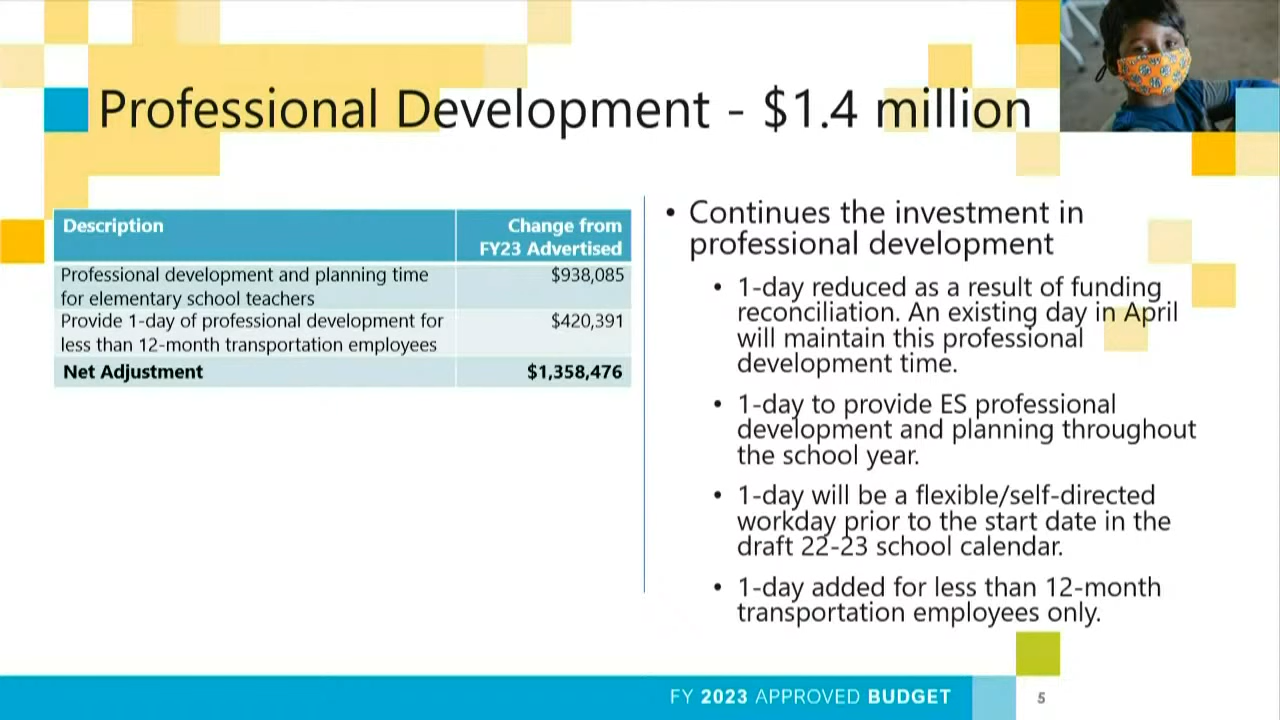 Professional Development - $1.4 million
Description
Change from
FY23 Advertised
Professional development and planning time
for elementary school teachers
$938,085
Provide 1-day of professional development for
less than 12-month transportation employees
$420,391
Net Adjustment
$1,358,476
• Continues the investment in
professional development
• 1-day reduced as a result of funding
reconciliation. An existing day in April
will maintain this professional
development time.
• 1-day to provide ES professional
development and planning throughout
the school year.
• 1-day will be a flexible/self-directed
workday prior to the start date in the
draft 22-23 school calendar.
• 1-day added for less than 12-month
transportation employees only.
FY 2023 APPROVED BUDGET
5